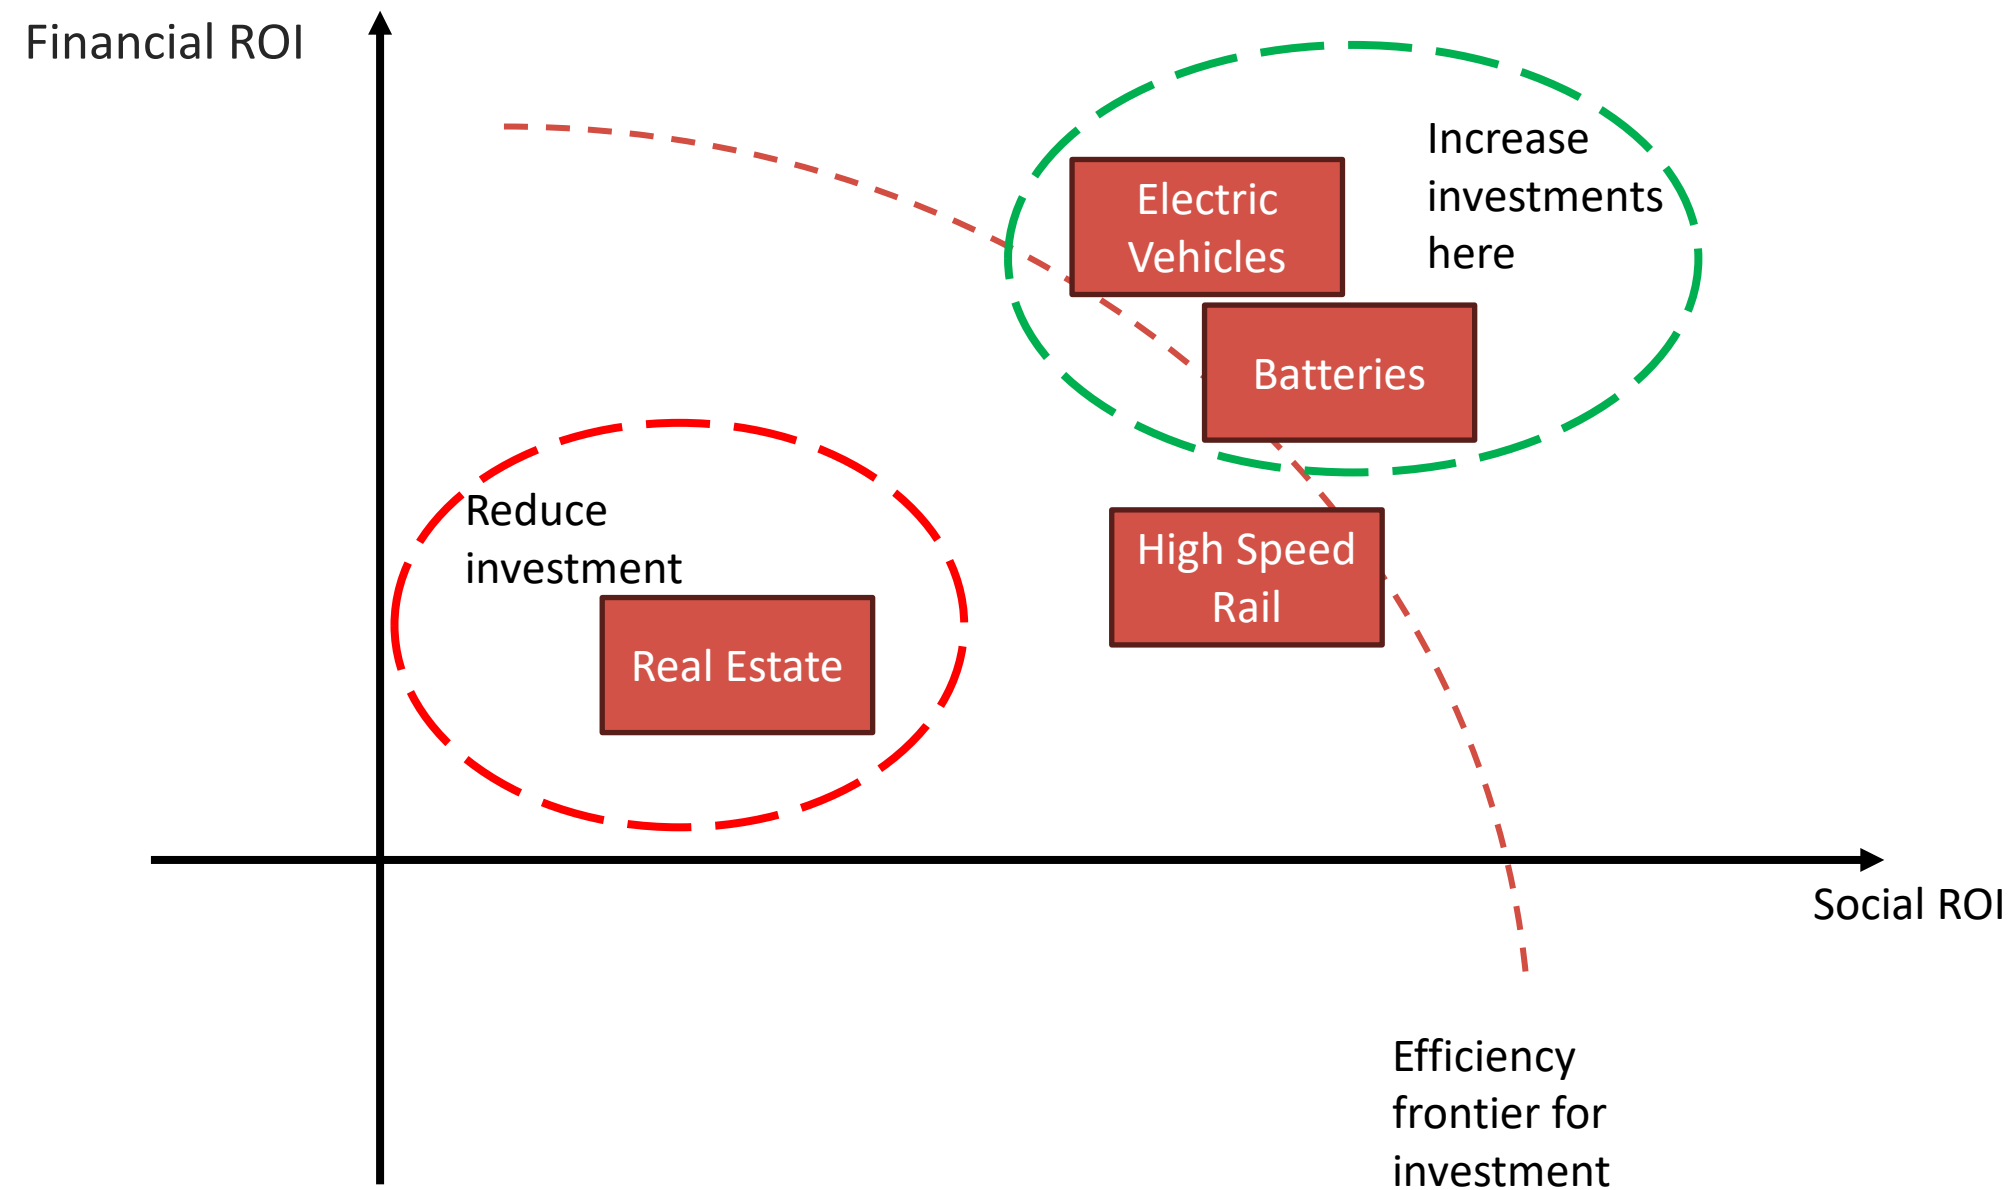 Financial ROI
Increase
investments
here
Electric
Vehicles
Batteries
Reduce
investment
High Speed
Rail
Real Estate
Social ROI
Efficiency
frontier for
investment